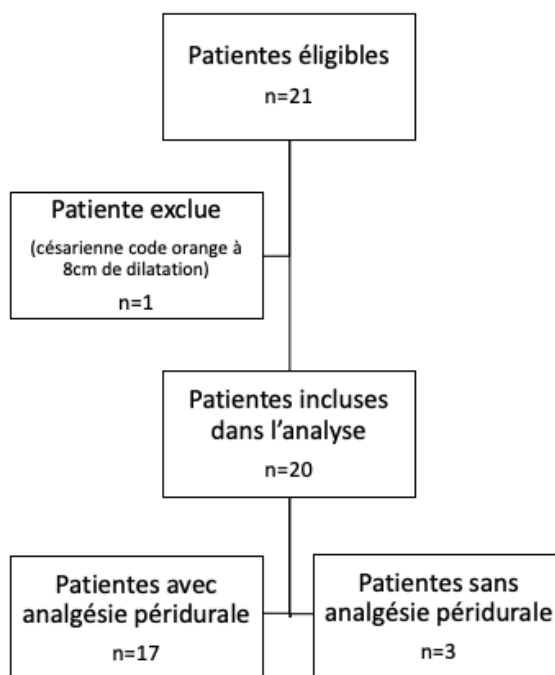 Patientes éligibles
n=21
Patiente exclue
(césarienne code orange à
8cm de dilatation)
n=1
Patientes incluses
dans l’analyse
n=20
Patientes avec
analgésie péridurale
n=17
Patientes sans
analgésie péridurale
n=3